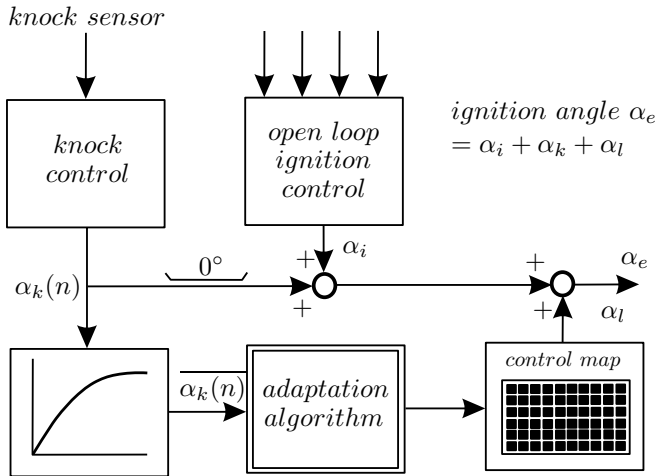 knock sensor
knock
control
open loop
ignition
control
ignition angle αₑ
= αᵢ + αₖ + αₗ
αᵢ
+
0°
+
αₖ(n)
+
αₑ
+
αₗ
αₖ(n)
adaptation
algorithm
control map